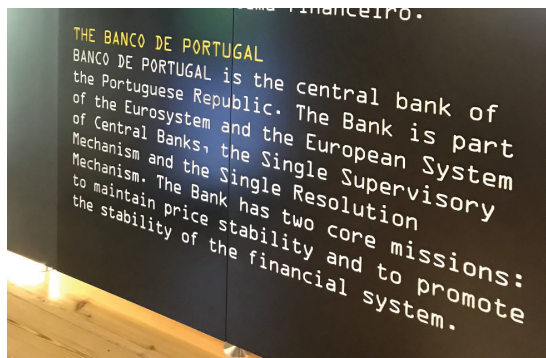 financeiro.
THE BANCO DE PORTUGAL
BANCO DE PORTUGAL is the central bank of
the Portuguese Republic. The Bank is part
of the Eurosystem and the European System
of Central Banks, the Single Supervisory
Mechanism and the Single Resolution
Mechanism. The Bank has two core missions:
to maintain price stability and to promote
the stability of the financial system.